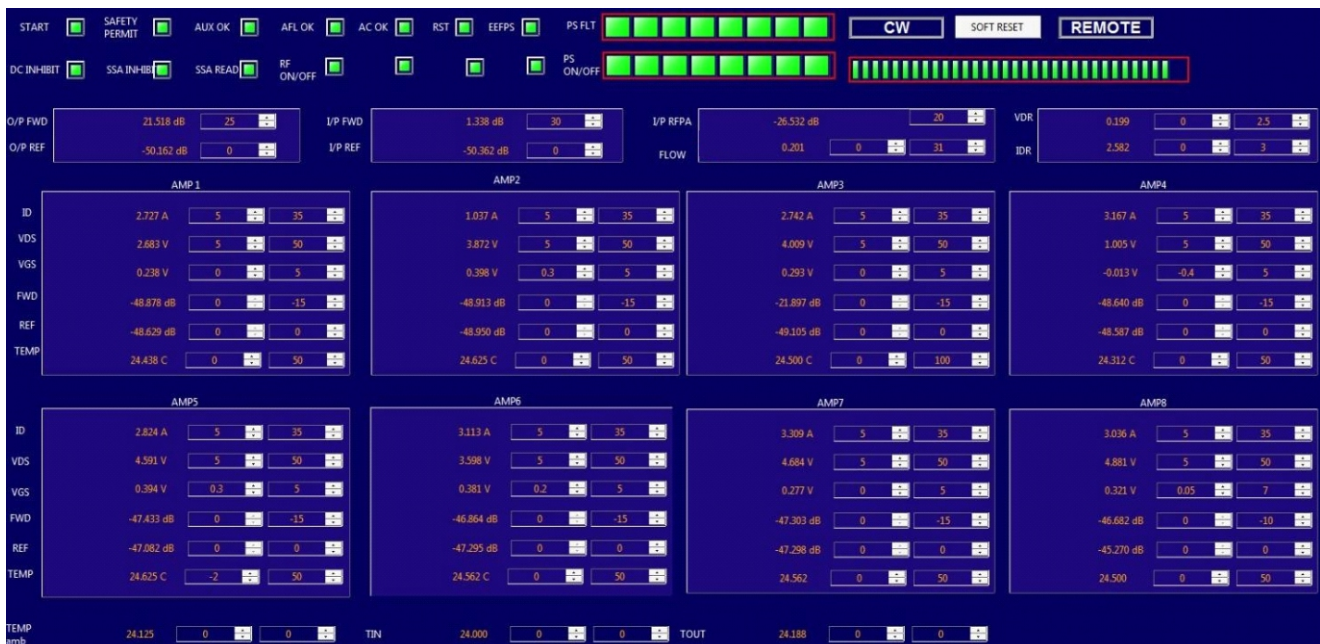 START SAFETY PERMIT AUX OK AFL OK AC OK RST EEFPS PS FLT CW SOFT RESET REMOTE
DC INHIBIT SSA INHIBI SSA READ RF ON/OFF PS ON/OFF
O/P FWD 21.518 dB 25 I/P FWD 1.338 dB 30 I/P RFPA -26.532 dB 20 VDR 0.199 0 2.5
O/P REF -50.162 dB 0 I/P REF -50.362 dB 0 FLOW 0.201 0 31 IDR 2.582 0 3
AMP 1 AMP2 AMP3 AMP4
ID 2.727 A 5 35 1.037 A 5 35 2.742 A 5 35 3.167 A 5 35
VDS 2.683 V 5 50 3.872 V 5 50 4.009 V 5 50 1.005 V 5 50
VGS 0.238 V 0 5 0.398 V 0.3 5 0.293 V 0 5 -0.013 V -0.4 5
FWD -48.878 dB 0 -15 -48.913 dB 0 -15 -21.897 dB 0 -15 -48.640 dB 0 -15
REF -48.629 dB 0 0 -48.950 dB 0 0 -49.105 dB 0 0 -48.587 dB 0 0
TEMP 24.438 C 0 50 24.625 C 0 50 24.500 C 0 100 24.312 C 0 50
AMP5 AMP6 AMP7 AMP8
ID 2.824 A 5 35 3.113 A 5 35 3.309 A 5 35 3.036 A 5 35
VDS 4.591 V 5 50 3.598 V 5 50 4.684 V 5 50 4.881 V 5 50
VGS 0.394 V 0.3 5 0.381 V 0.2 5 0.277 V 0 5 0.321 V 0.05 7
FWD -47.433 dB 0 -15 -46.864 dB 0 -15 -47.303 dB 0 -15 -46.682 dB 0 -10
REF -47.082 dB 0 0 -47.295 dB 0 0 -47.298 dB 0 0 -45.270 dB 0 0
TEMP 24.625 C -2 50 24.562 C 0 50 24.562 0 50 24.500 0 50
TEMP amb 24.125 0 0 TIN 24.000 0 0 TOUT 24.188 0 0